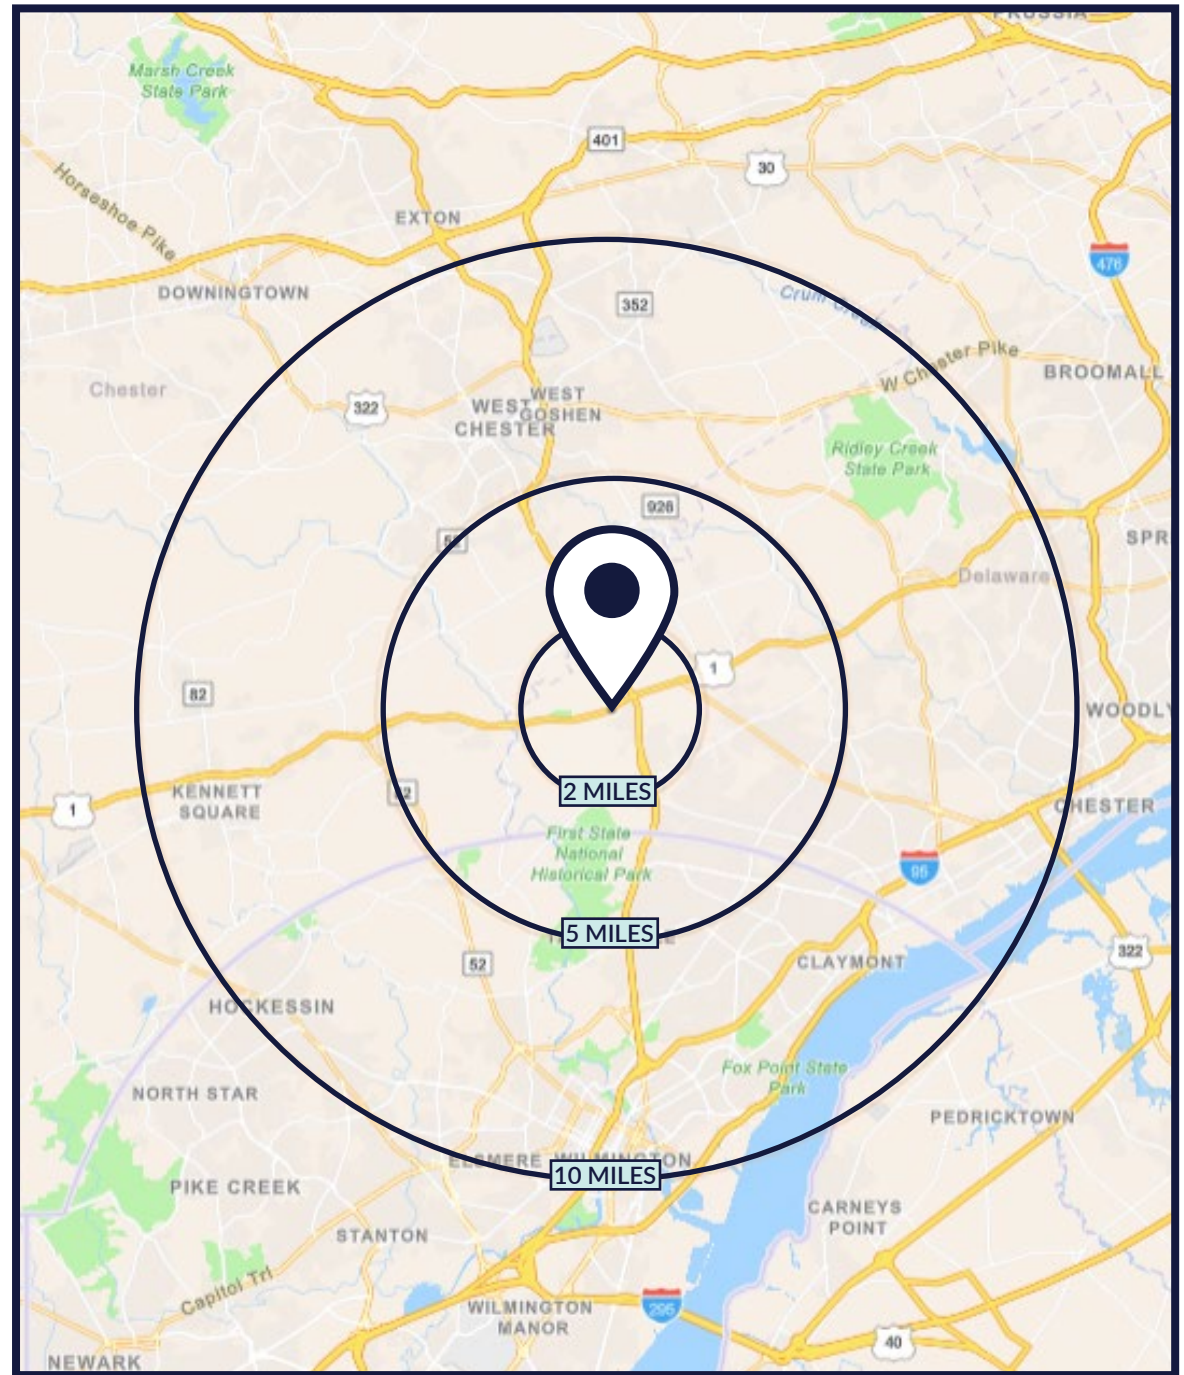 PRUSSIA
Marsh Creek
State Park
401
30
Horseshoe Pike
EXTON
476
DOWNINGTOWN
352
Crum Creek
W Chester Pike
BROOMALL
Chester
322
WEST
GOSHEN
WEST
CHESTER
Ridley Creek
State Park
926
52
SPR
Delaware
1
82
WOODLY
KENNETT
SQUARE
1
2 MILES
CHESTER
First State
National
Historical Park
95
5 MILES
52
CLAYMONT
322
HOCKESSIN
Fox Point State
Park
NORTH STAR
PEDRICKTOWN
ELSMERE
WILMINGTON
10 MILES
PIKE CREEK
CARNEYS
POINT
STANTON
Capitol Trl
WILMINGTON
MANOR
295
40
NEWARK